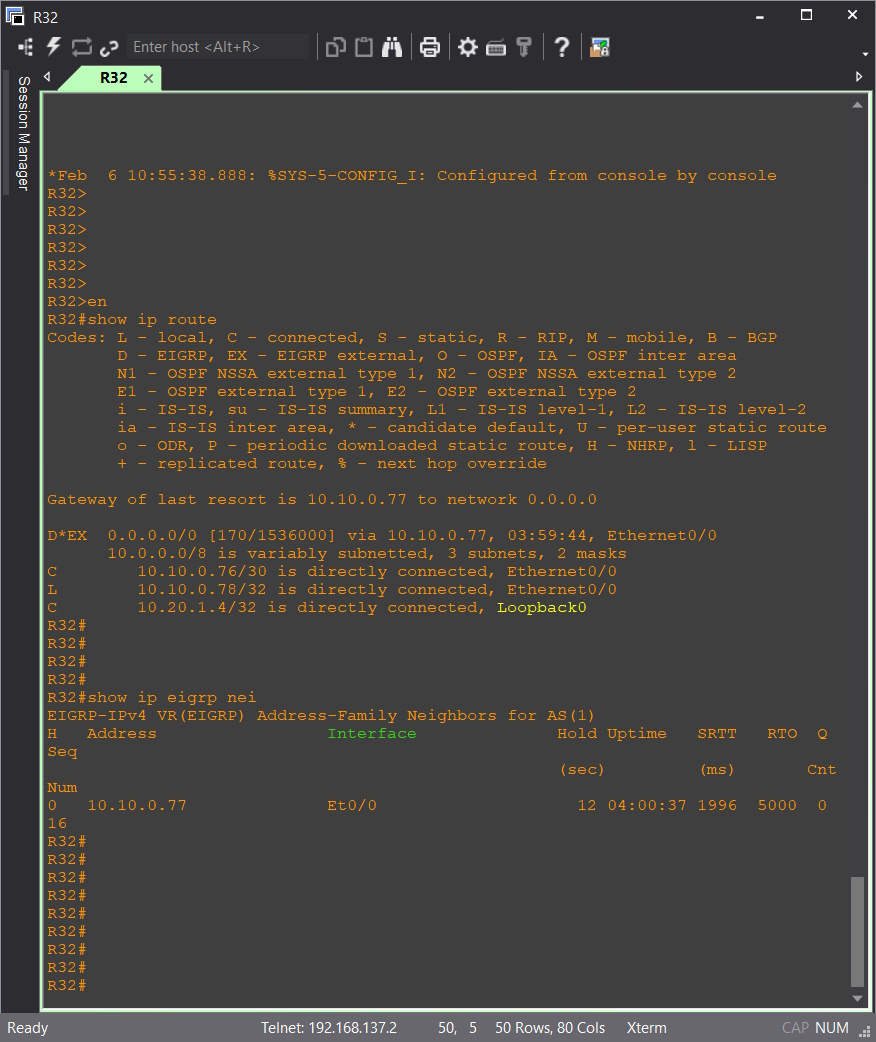 R32
Enter host <Alt+R>
R32
Session Manager
*Feb  6 10:55:38.888: %SYS-5-CONFIG_I: Configured from console by console
R32>
R32>
R32>
R32>
R32>
R32>
R32>en
R32#show ip route
Codes: L - local, C - connected, S - static, R - RIP, M - mobile, B - BGP
       D - EIGRP, EX - EIGRP external, O - OSPF, IA - OSPF inter area
       N1 - OSPF NSSA external type 1, N2 - OSPF NSSA external type 2
       E1 - OSPF external type 1, E2 - OSPF external type 2
       i - IS-IS, su - IS-IS summary, L1 - IS-IS level-1, L2 - IS-IS level-2
       ia - IS-IS inter area, * - candidate default, U - per-user static route
       o - ODR, P - periodic downloaded static route, H - NHRP, l - LISP
       + - replicated route, % - next hop override
Gateway of last resort is 10.10.0.77 to network 0.0.0.0
D*EX  0.0.0.0/0 [170/1536000] via 10.10.0.77, 03:59:44, Ethernet0/0
      10.0.0.0/8 is variably subnetted, 3 subnets, 2 masks
C        10.10.0.76/30 is directly connected, Ethernet0/0
L        10.10.0.78/32 is directly connected, Ethernet0/0
C        10.20.1.4/32 is directly connected, Loopback0
R32#
R32#
R32#
R32#
R32#show ip eigrp nei
EIGRP-IPv4 VR(EIGRP) Address-Family Neighbors for AS(1)
H   Address                 Interface              Hold Uptime   SRTT   RTO  Q
Seq
                                                   (sec)         (ms)       Cnt
Num
0   10.10.0.77              Et0/0                    12 04:00:37 1996  5000  0
16
R32#
R32#
R32#
R32#
R32#
R32#
R32#
R32#
R32#
Ready Telnet: 192.168.137.2 50, 5 50 Rows, 80 Cols Xterm CAP NUM